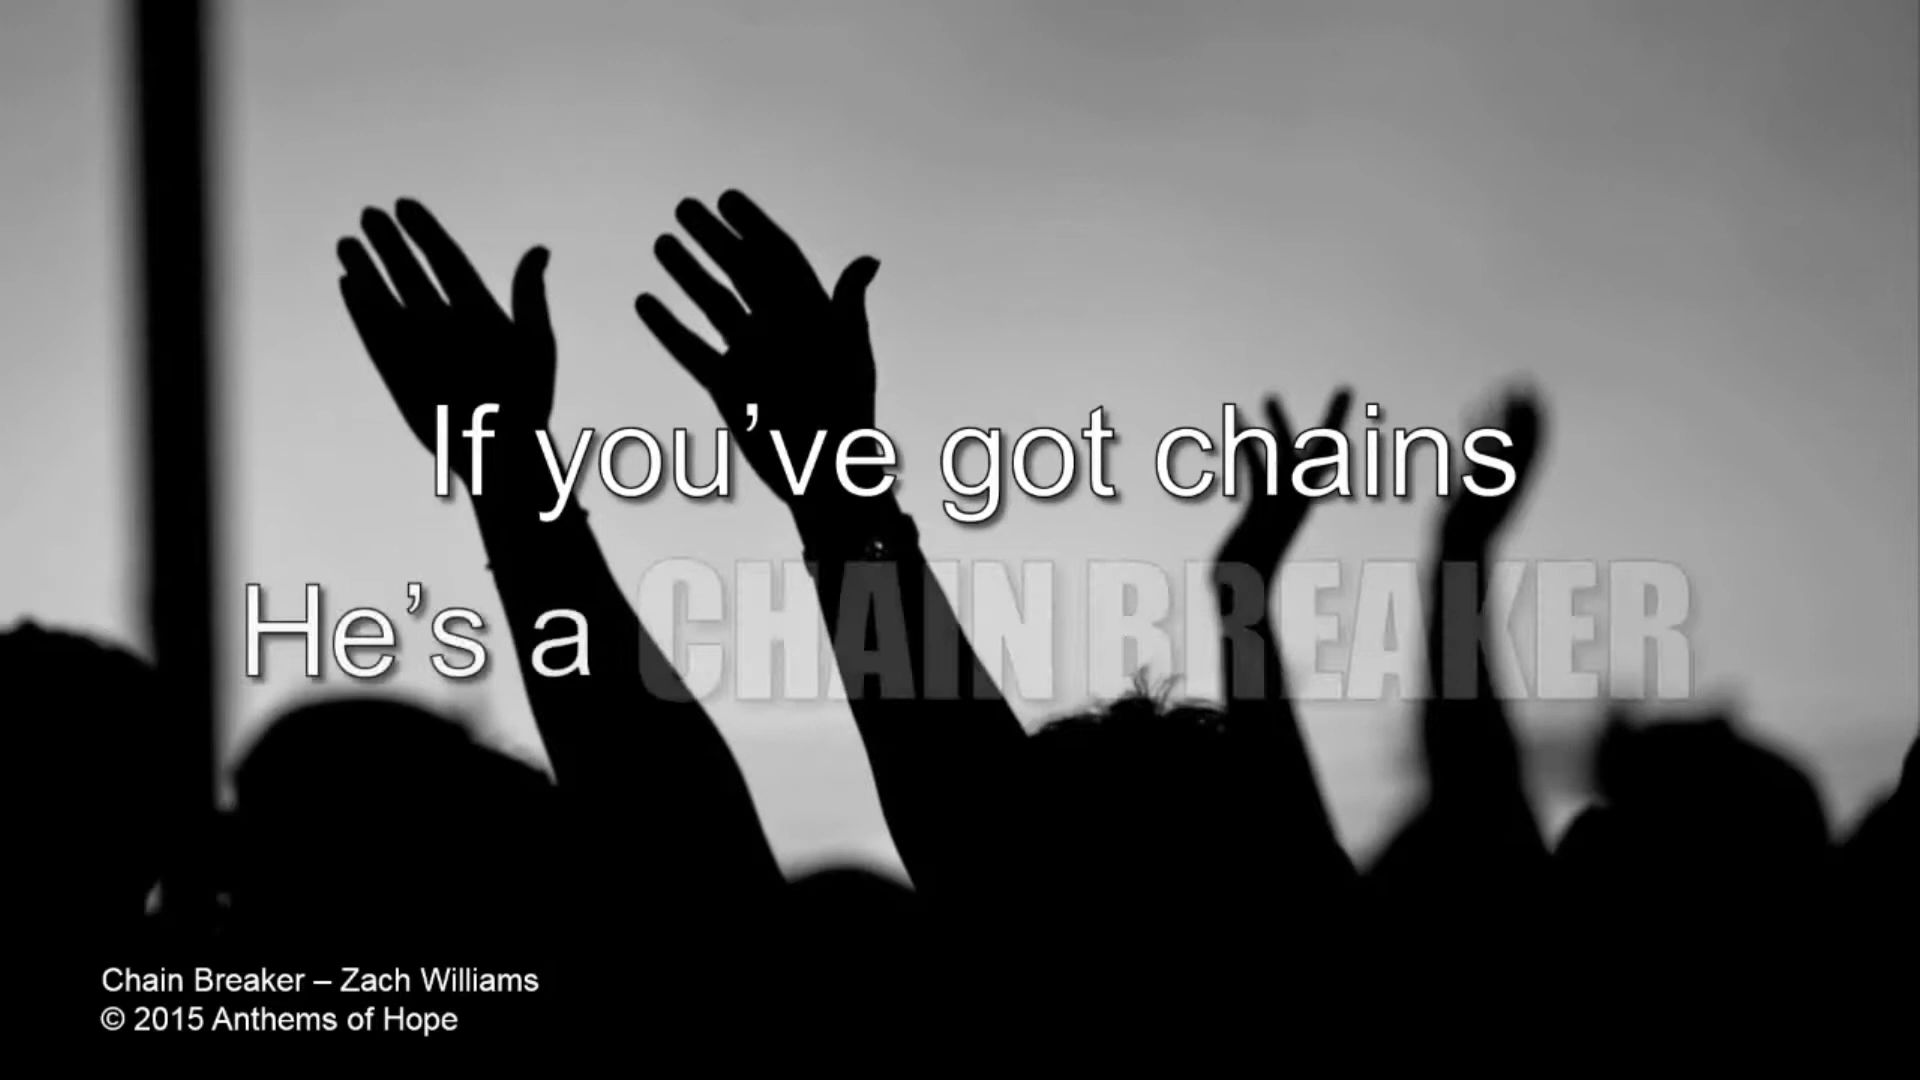 If you’ve got chains
He’s a CHAIN BREAKER
Chain Breaker – Zach Williams
© 2015 Anthems of Hope